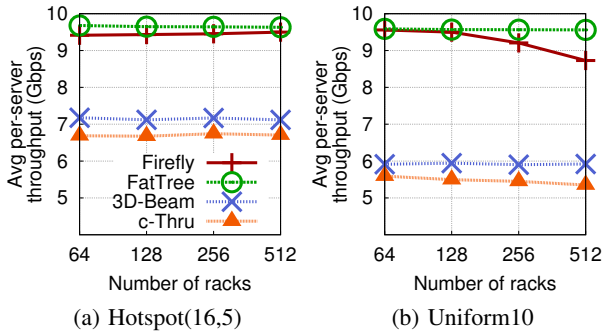 Avg per-server
throughput (Gbps)
10
9
8
7
6
5
Firefly
FatTree
3D-Beam
c-Thru
64
128
256
512
Number of racks
(a) Hotspot(16,5)
Avg per-server
throughput (Gbps)
10
9
8
7
6
5
64
128
256
512
Number of racks
(b) Uniform10